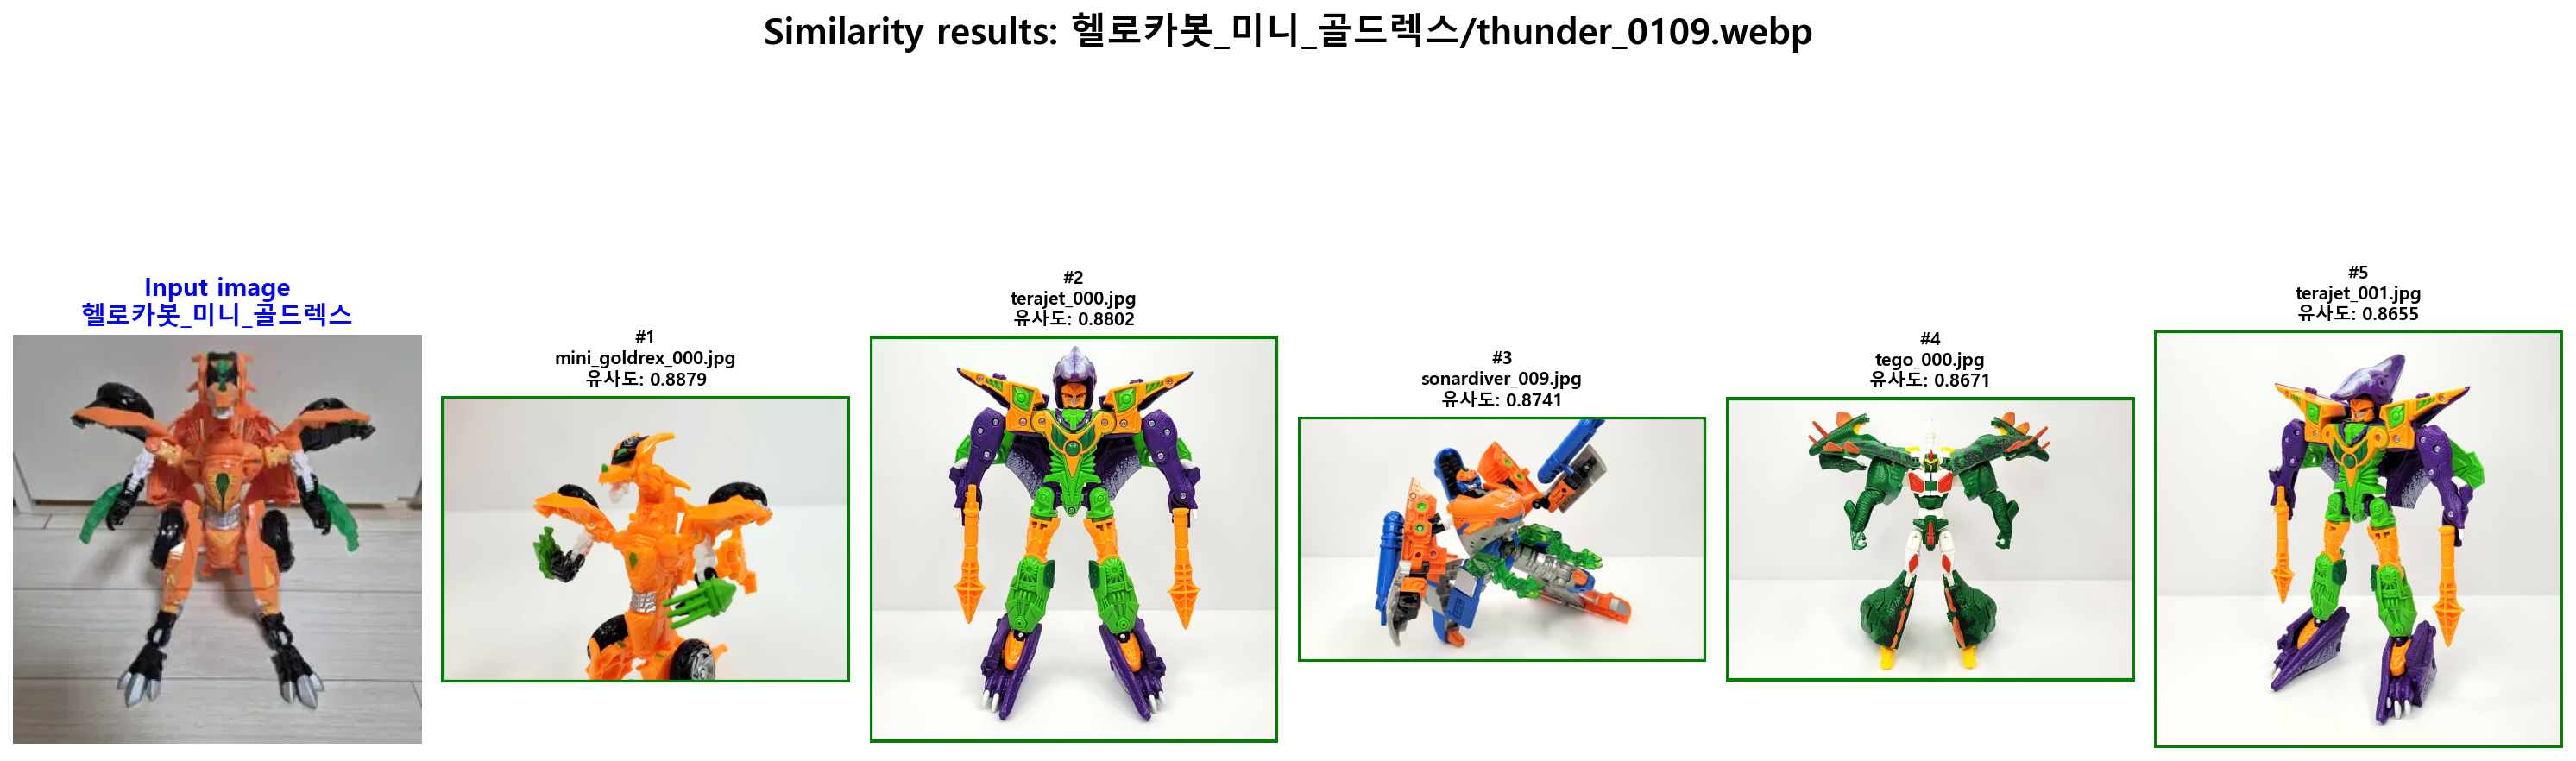 Similarity results: 헬로카봇_미니_골드렉스/thunder_0109.webp
Input image
헬로카봇_미니_골드렉스
#1
mini_goldrex_000.jpg
유사도: 0.8879
#2
terajet_000.jpg
유사도: 0.8802
#3
sonardiver_009.jpg
유사도: 0.8741
#4
tego_000.jpg
유사도: 0.8671
#5
terajet_001.jpg
유사도: 0.8655